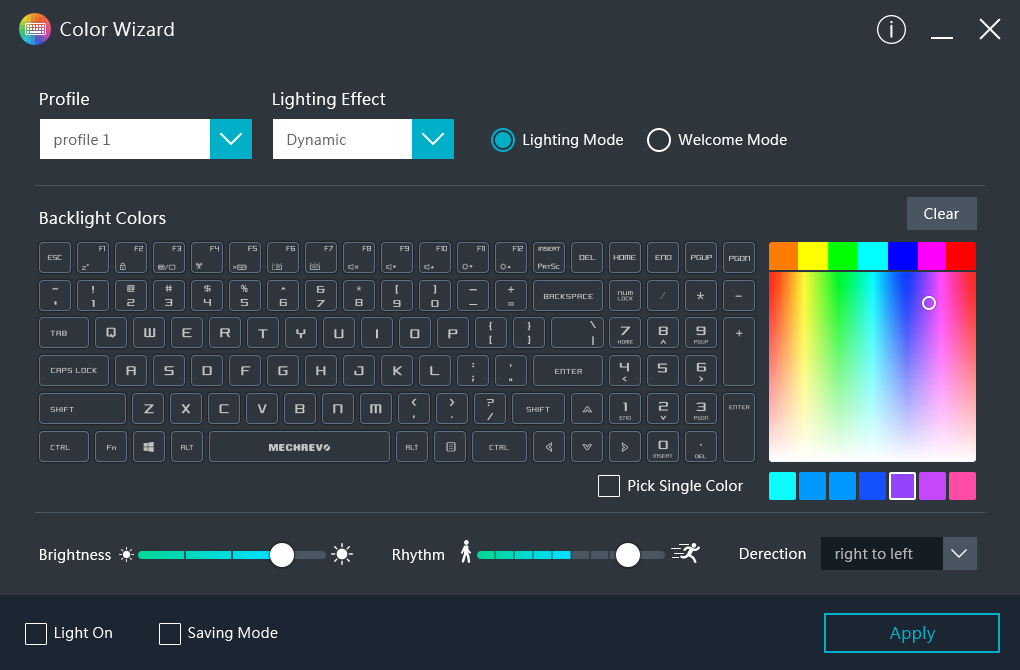 Color Wizard
Profile Lighting Effect
profile 1 Dynamic Lighting Mode Welcome Mode
Backlight Colors Clear
ESC F1 F2 F3 F4 F5 F6 F7 F8 F9 F10 F11 F12 INSERT PRTSC DEL HOME END PGUP PGDN
~ ` ! 1 @ 2 # 3 $ 4 % 5 ^ 6 6 7 * 8 [ 9 ] 0 — _ + = BACKSPACE NUM LOCK / * -
TAB Q W E R T Y U I O P { [ } ] \ | 7 HOME 8 9 PGUP +
CAPS LOCK A S D F G H J K L : ; ' " ENTER 4 < 5 6 >
SHIFT Z X C V B N M < , > . ? / SHIFT 1 END 2 3 PGDN ENTER
CTRL Fn ALT MECHREVO ALT CTRL 0 INSERT . DEL
Pick Single Color
Brightness Rhythm Derection right to left
Light On Saving Mode Apply